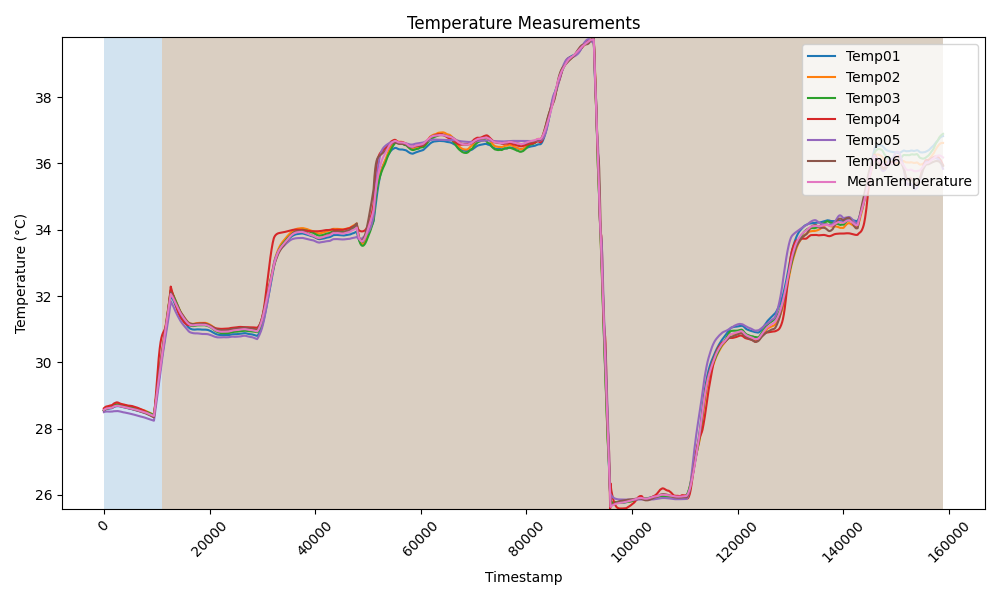 Temperature Measurements
Temperature (°C)
38
36
34
32
30
28
26
Temp01
Temp02
Temp03
Temp04
Temp05
Temp06
MeanTemperature
0
20000
40000
60000
80000
100000
120000
140000
160000
Timestamp